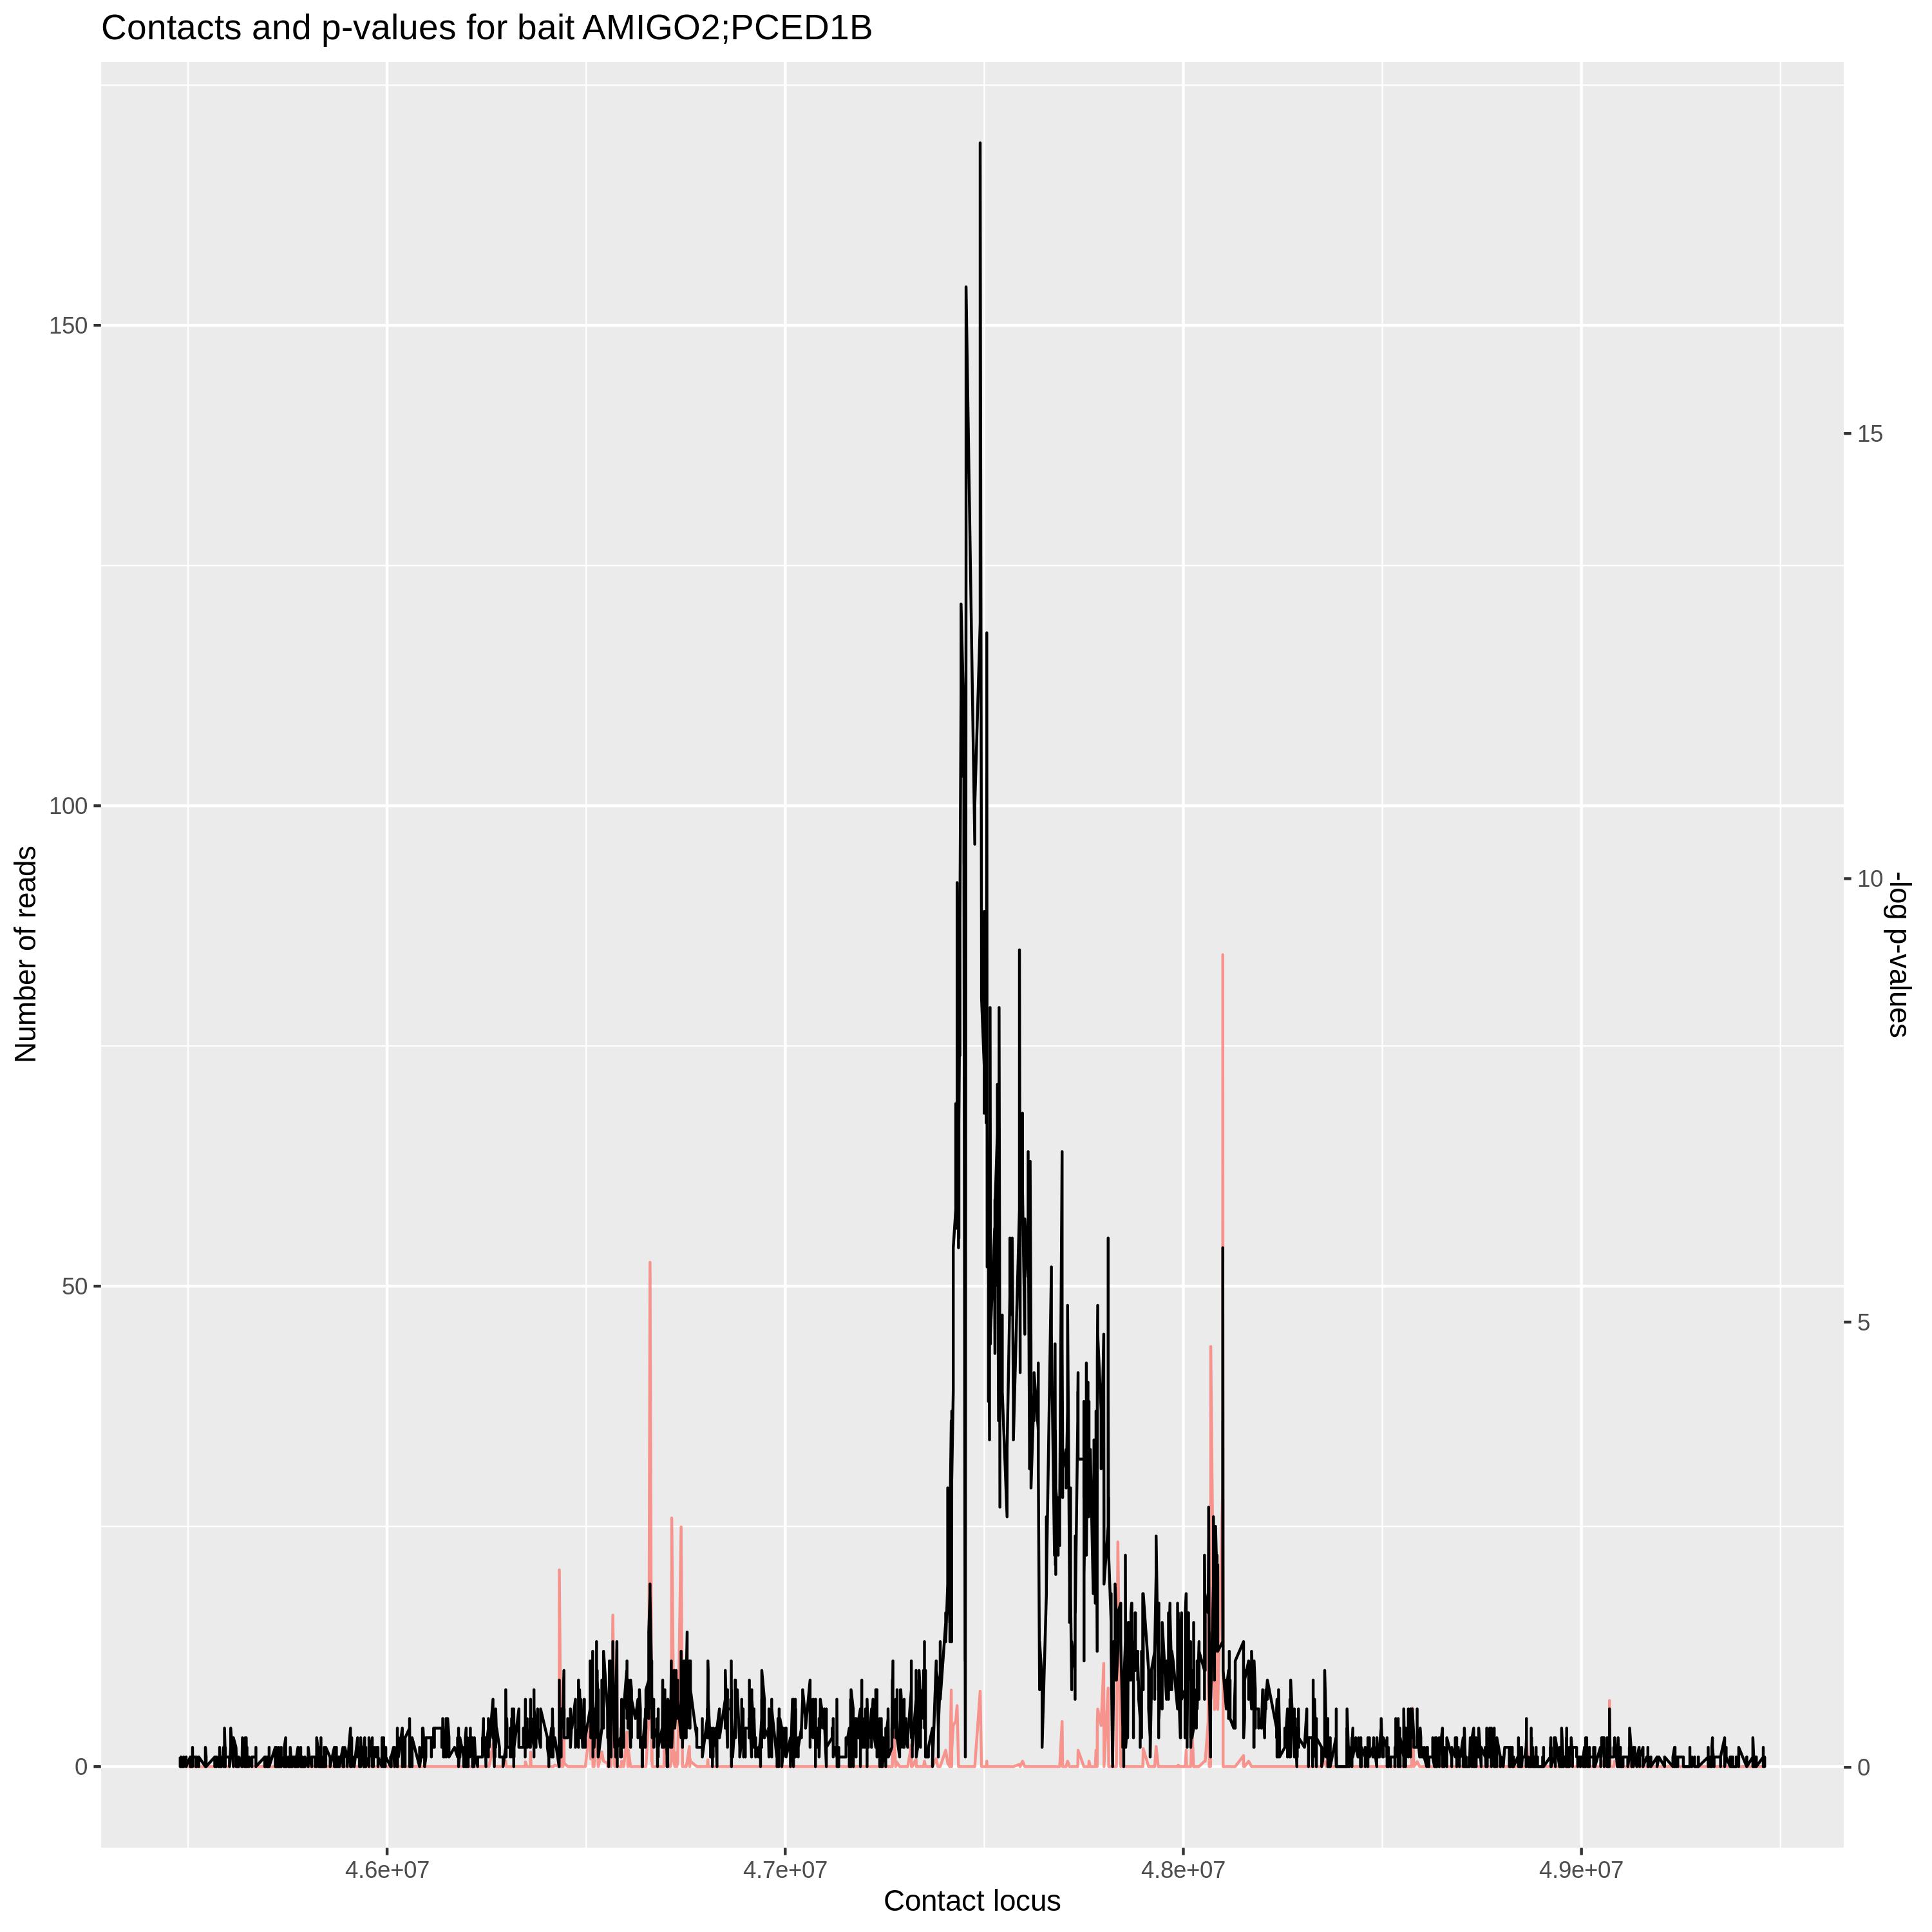 Contacts and p-values for bait AMIGO2;PCED1B
150
100
50
0
Number of reads
15
10
5
0
-log p-values
4.6e+07 4.7e+07 4.8e+07 4.9e+07
Contact locus